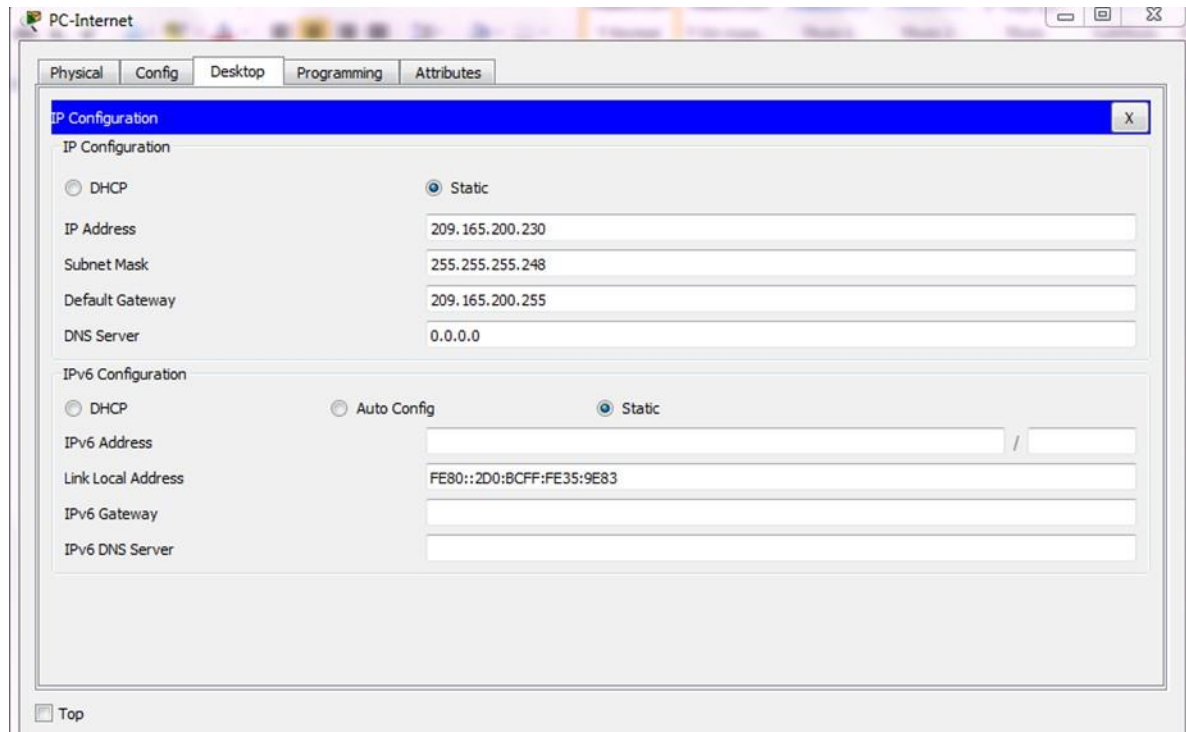 PC-Internet
Physical Config Desktop Programming Attributes
IP Configuration X
IP Configuration
DHCP Static
IP Address 209.165.200.230
Subnet Mask 255.255.255.248
Default Gateway 209.165.200.255
DNS Server 0.0.0.0
IPv6 Configuration
DHCP Auto Config Static
IPv6 Address /
Link Local Address FE80::2D0:BCFF:FE35:9E83
IPv6 Gateway
IPv6 DNS Server
Top